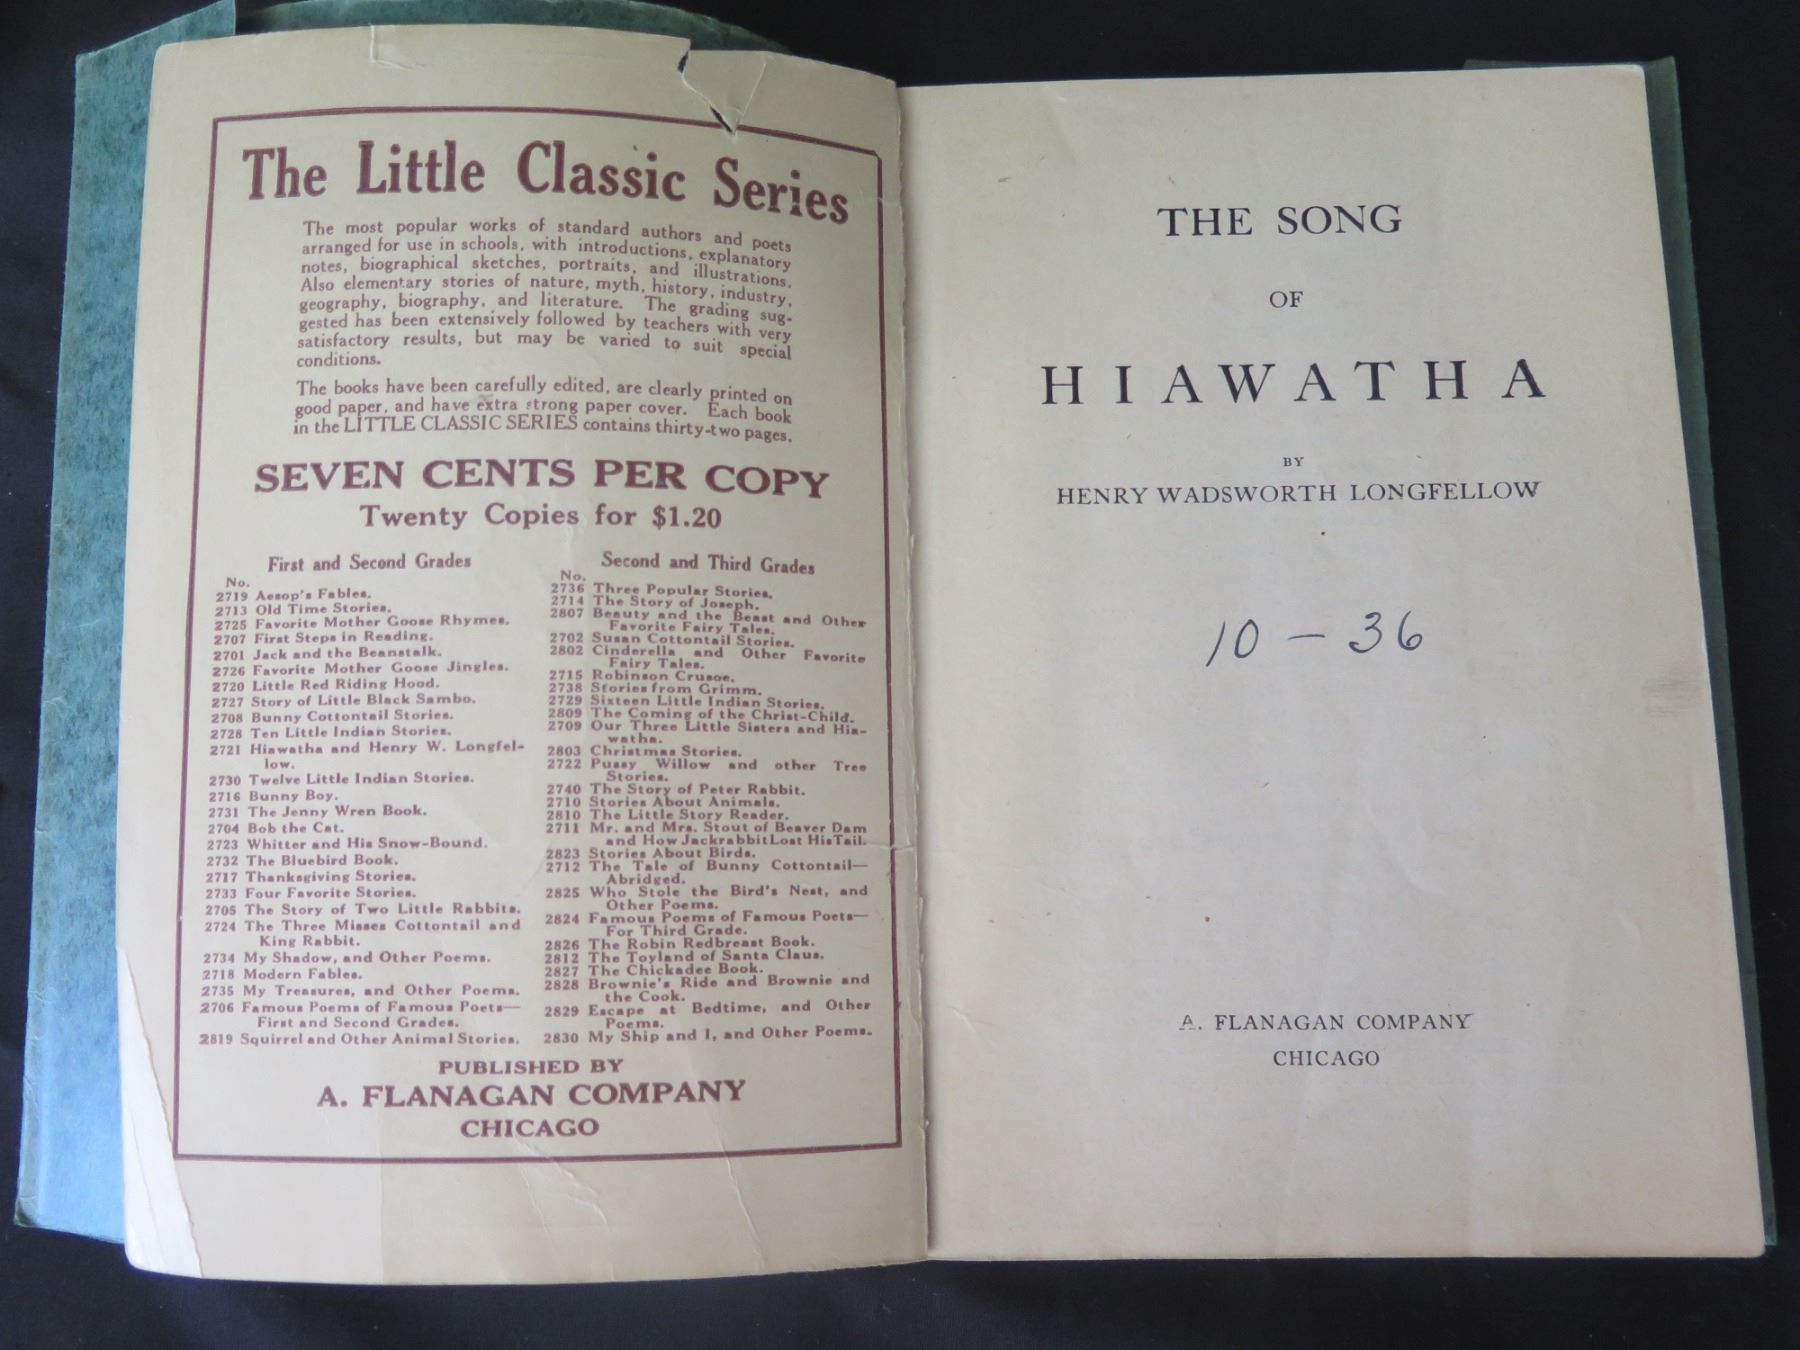 The Little Classic Series
The most popular works of standard authors and poets
arranged for use in schools, with introductions, explanatory
notes, biographical sketches, portraits, and illustrations.
Also elementary stories of nature, myth, history, industry,
geography, biography, and literature. The grading sug-
gested has been extensively followed by teachers with very
satisfactory results, but may be varied to suit special
conditions.
The books have been carefully edited, are clearly printed on
good paper, and have extra strong paper cover. Each book
in the LITTLE CLASSIC SERIES contains thirty-two pages.
SEVEN CENTS PER COPY
Twenty Copies for $1.20
First and Second Grades
No.
2719 Aesop's Fables.
2713 Old Time Stories.
2725 Favorite Mother Goose Rhymes.
2707 First Steps in Reading.
2701 Jack and the Beanstalk.
2726 Favorite Mother Goose Jingles.
2720 Little Red Riding Hood.
2727 Story of Little Black Sambo.
2708 Bunny Cottontail Stories.
2728 Ten Little Indian Stories.
2721 Hiawatha and Henry W. Longfel-
low.
2730 Twelve Little Indian Stories.
2716 Bunny Boy.
2731 The Jenny Wren Book.
2704 Bob the Cat.
2723 Whitter and His Snow-Bound.
2732 The Bluebird Book.
2717 Thanksgiving Stories.
2733 Four Favorite Stories.
2705 The Story of Two Little Rabbits.
2724 The Three Misses Cottontail and
King Rabbit.
2734 My Shadow, and Other Poems.
2718 Modern Fables.
2735 My Treasures, and Other Poems.
2706 Famous Poems of Famous Poets—
First and Second Grades.
2819 Squirrel and Other Animal Stories.
Second and Third Grades
No.
2736 Three Popular Stories.
2714 The Story of Joseph.
2807 Beauty and the Beast and Other
Favorite Fairy Tales.
2702 Susan Cottontail Stories.
2802 Cinderella and Other Favorite
Fairy Tales.
2715 Robinson Crusoe.
2738 Stories from Grimm.
2729 Sixteen Little Indian Stories.
2809 The Coming of the Christ-Child.
2709 Our Three Little Sisters and Hia-
watha.
2803 Christmas Stories.
2722 Pussy Willow and other Tree
Stories.
2740 The Story of Peter Rabbit.
2710 Stories About Animals.
2810 The Little Story Reader.
2711 Mr. and Mrs. Stout of Beaver Dam
and How Jackrabbit Lost His Tail.
2823 Stories About Birds.
2712 The Tale of Bunny Cottontail—
Abridged.
2825 Who Stole the Bird's Nest, and
Other Poems.
2824 Famous Poems of Famous Poets—
For Third Grade.
2826 The Robin Redbreast Book.
2812 The Toyland of Santa Claus.
2827 The Chickadee Book.
2828 Brownie's Ride and Brownie and
the Cook.
2829 Escape at Bedtime, and Other
Poems.
2830 My Ship and I, and Other Poems.
PUBLISHED BY
A. FLANAGAN COMPANY
CHICAGO
THE SONG
OF
HIAWATHA
BY
HENRY WADSWORTH LONGFELLOW
10 – 36
A. FLANAGAN COMPANY
CHICAGO